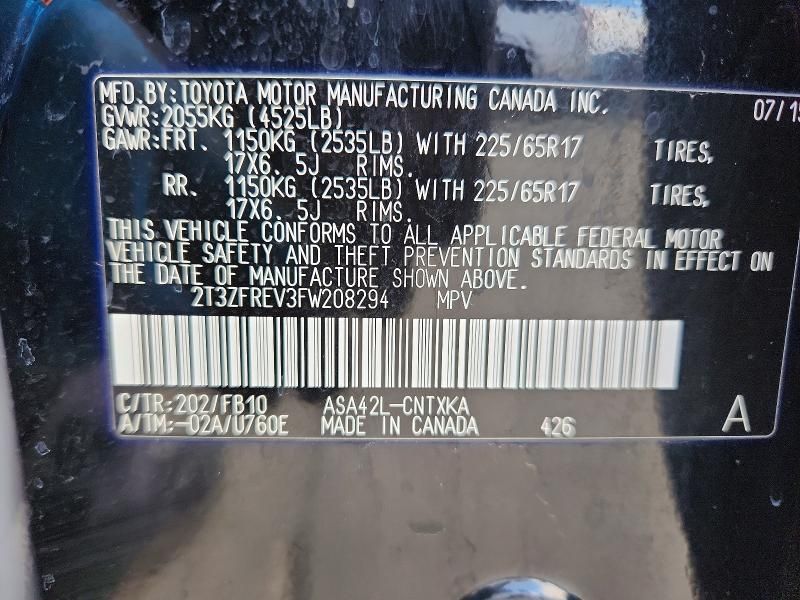 MFD.BY:TOYOTA MOTOR MANUFACTURING CANADA INC. 07/15
GVWR:2055KG (4525LB)
GAWR:FRT. 1150KG (2535LB) WITH 225/65R17 TIRES,
17X6. 5J RIMS.
RR. 1150KG (2535LB) WITH 225/65R17 TIRES,
17X6. 5J RIMS.
THIS VEHICLE CONFORMS TO ALL APPLICABLE FEDERAL MOTOR
VEHICLE SAFETY AND THEFT PREVENTION STANDARDS IN EFFECT ON
THE DATE OF MANUFACTURE SHOWN ABOVE.
2T3ZFREV3FW208294 MPV
C/TR:202/FB10 ASA42L-CNTXKA
A/TM:-02A/U760E MADE IN CANADA 426 A